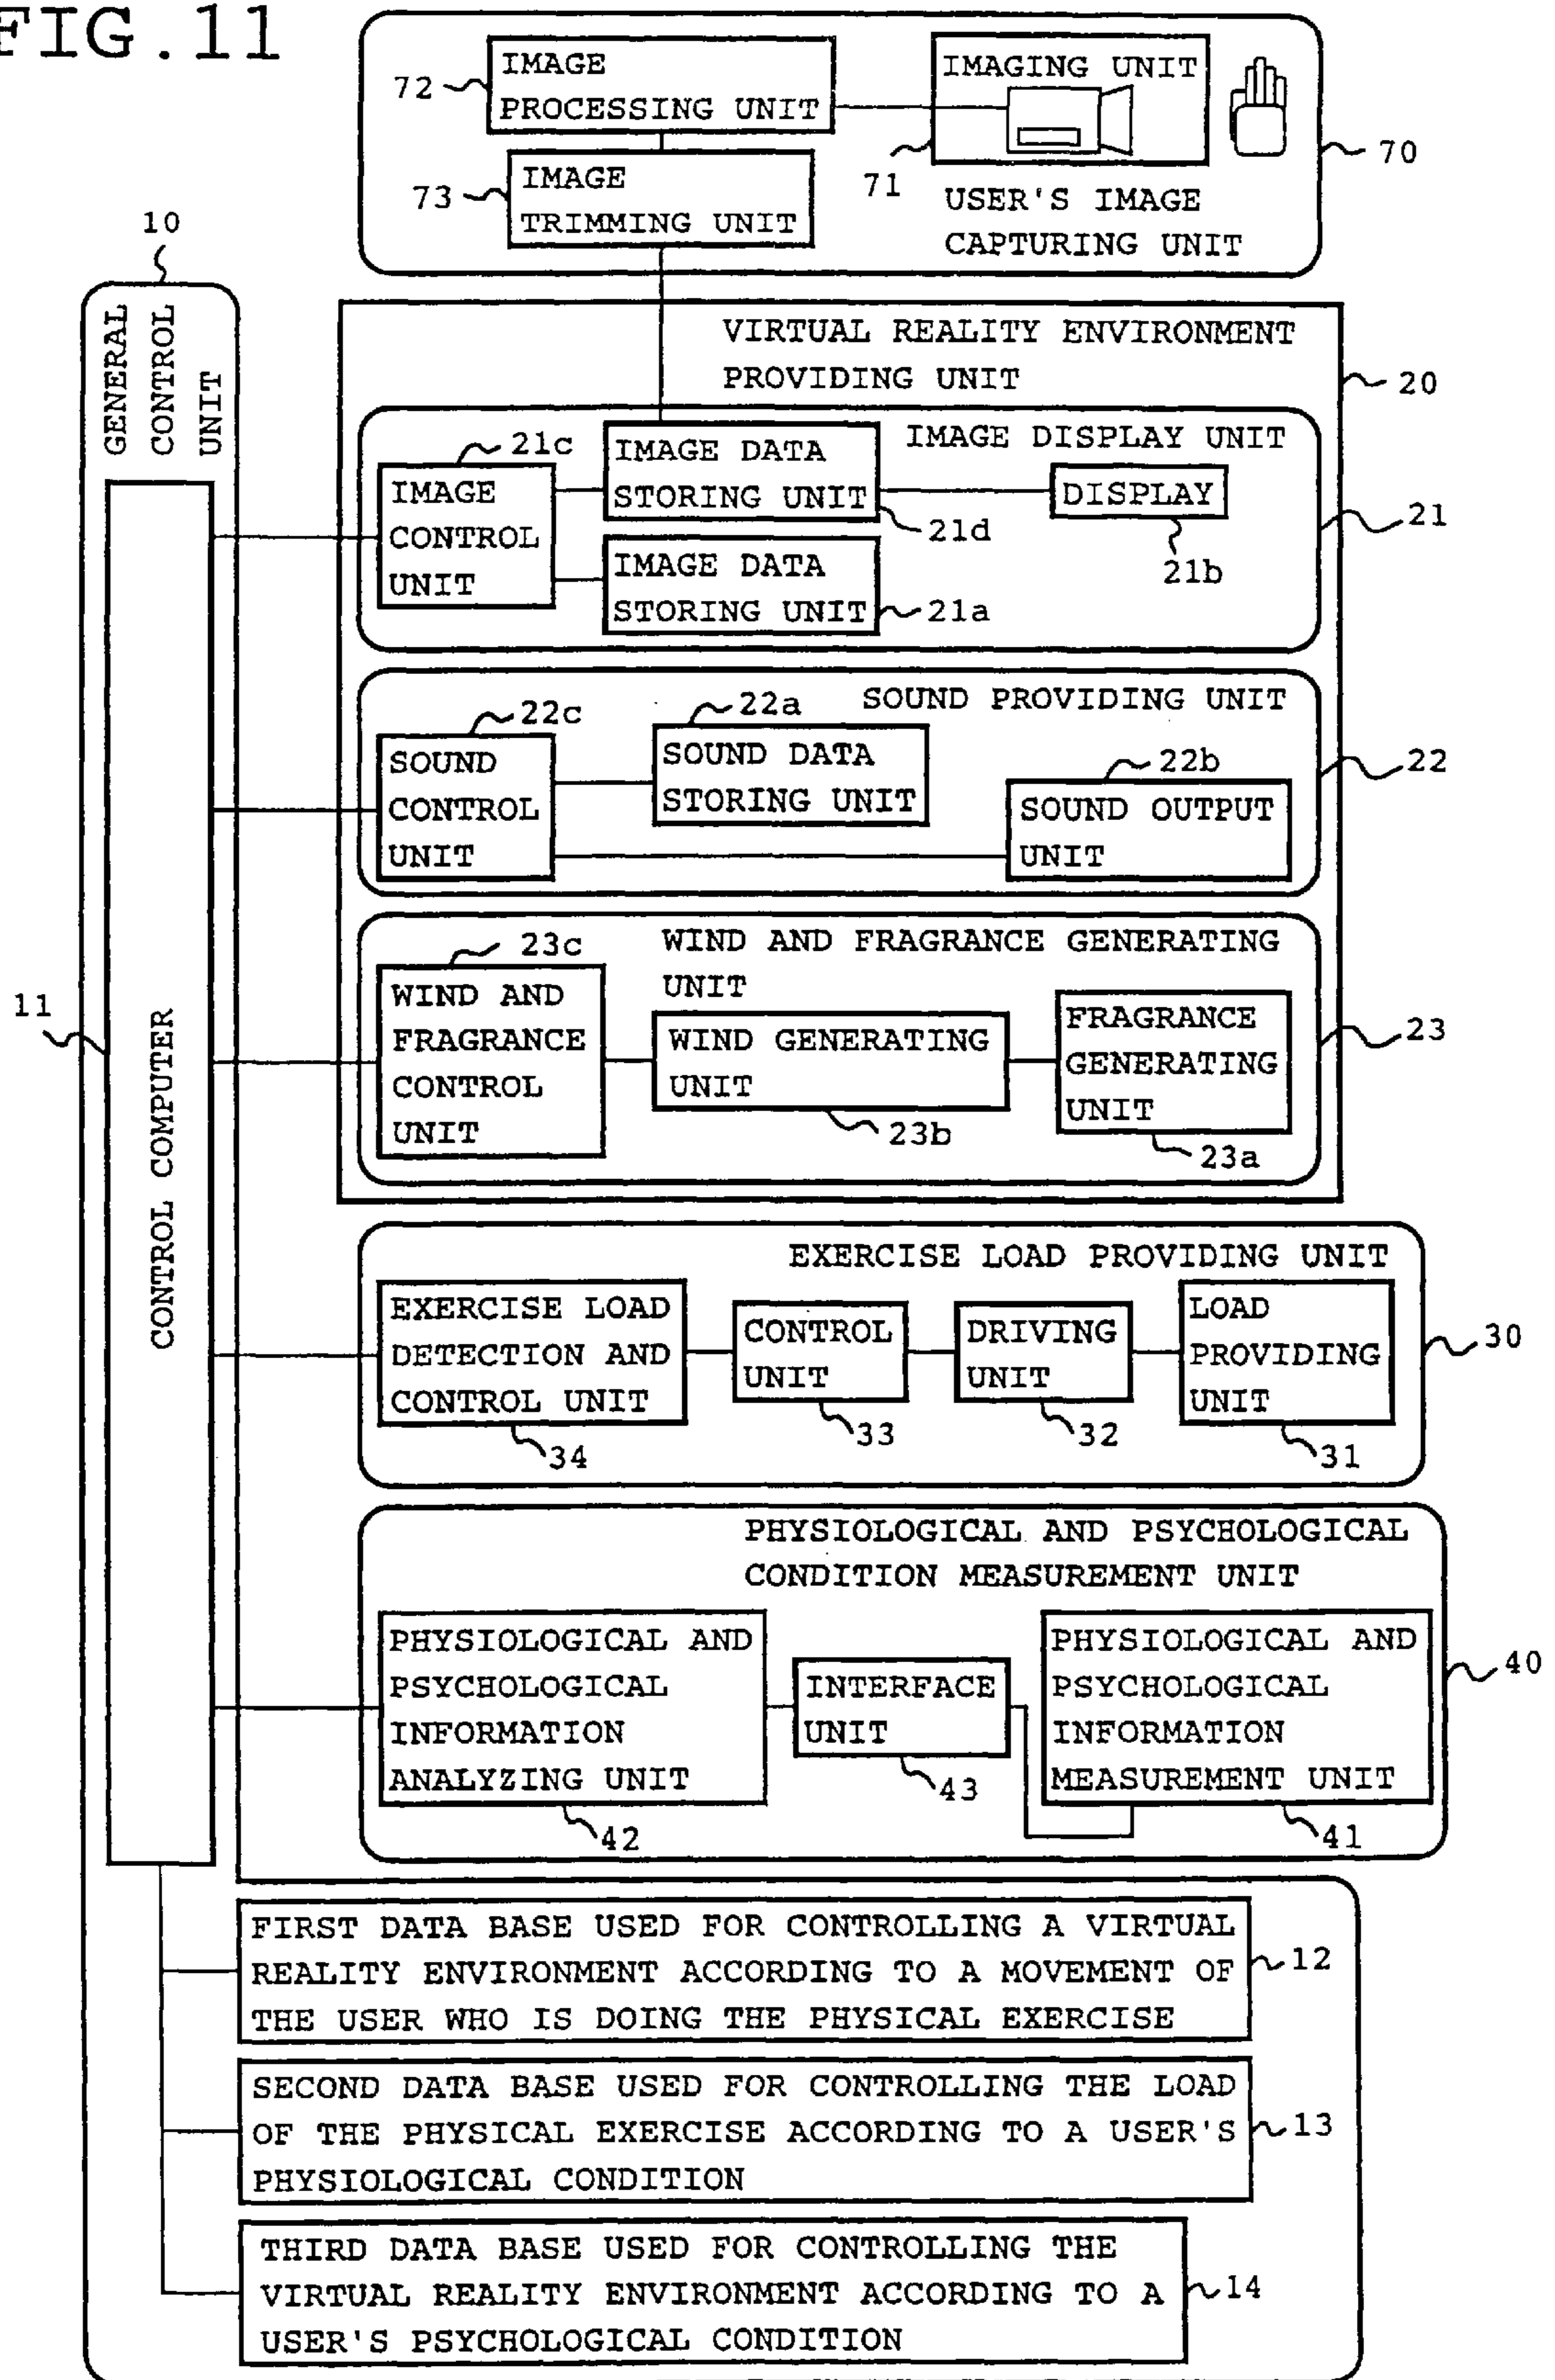 FIG.11
IMAGE
PROCESSING UNIT
72
IMAGING UNIT
71
70
IMAGE
TRIMMING UNIT
73
USER'S IMAGE
CAPTURING UNIT
10
GENERAL
CONTROL
UNIT
CONTROL COMPUTER
11
VIRTUAL REALITY ENVIRONMENT
PROVIDING UNIT
20
IMAGE DISPLAY UNIT
21
21c
IMAGE
CONTROL
UNIT
IMAGE DATA
STORING UNIT
21d
DISPLAY
21b
IMAGE DATA
STORING UNIT
21a
SOUND PROVIDING UNIT
22
22c
SOUND
CONTROL
UNIT
22a
SOUND DATA
STORING UNIT
22b
SOUND OUTPUT
UNIT
WIND AND FRAGRANCE GENERATING
UNIT
23
23c
WIND AND
FRAGRANCE
CONTROL
UNIT
WIND GENERATING
UNIT
23b
FRAGRANCE
GENERATING
UNIT
23a
EXERCISE LOAD PROVIDING UNIT
30
EXERCISE LOAD
DETECTION AND
CONTROL UNIT
34
CONTROL
UNIT
33
DRIVING
UNIT
32
LOAD
PROVIDING
UNIT
31
PHYSIOLOGICAL AND PSYCHOLOGICAL
CONDITION MEASUREMENT UNIT
40
PHYSIOLOGICAL AND
PSYCHOLOGICAL
INFORMATION
ANALYZING UNIT
42
INTERFACE
UNIT
43
PHYSIOLOGICAL AND
PSYCHOLOGICAL
INFORMATION
MEASUREMENT UNIT
41
FIRST DATA BASE USED FOR CONTROLLING A VIRTUAL
REALITY ENVIRONMENT ACCORDING TO A MOVEMENT OF
THE USER WHO IS DOING THE PHYSICAL EXERCISE
12
SECOND DATA BASE USED FOR CONTROLLING THE LOAD
OF THE PHYSICAL EXERCISE ACCORDING TO A USER'S
PHYSIOLOGICAL CONDITION
13
THIRD DATA BASE USED FOR CONTROLLING THE
VIRTUAL REALITY ENVIRONMENT ACCORDING TO A
USER'S PSYCHOLOGICAL CONDITION
14